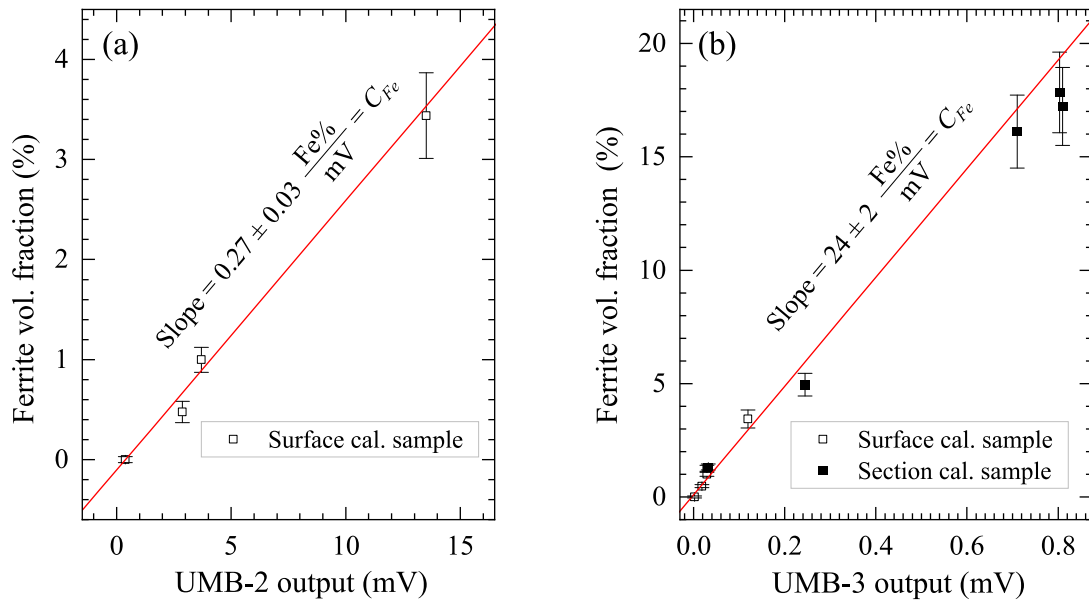 (a)
Ferrite vol. fraction (%)
4
3
2
1
0
Slope = 0.27 ± 0.03 Fe%/mV = C_Fe
Surface cal. sample
0 5 10 15
UMB-2 output (mV)
(b)
Ferrite vol. fraction (%)
20
15
10
5
0
Slope = 24 ± 2 Fe%/mV = C_Fe
Surface cal. sample
Section cal. sample
0.0 0.2 0.4 0.6 0.8
UMB-3 output (mV)